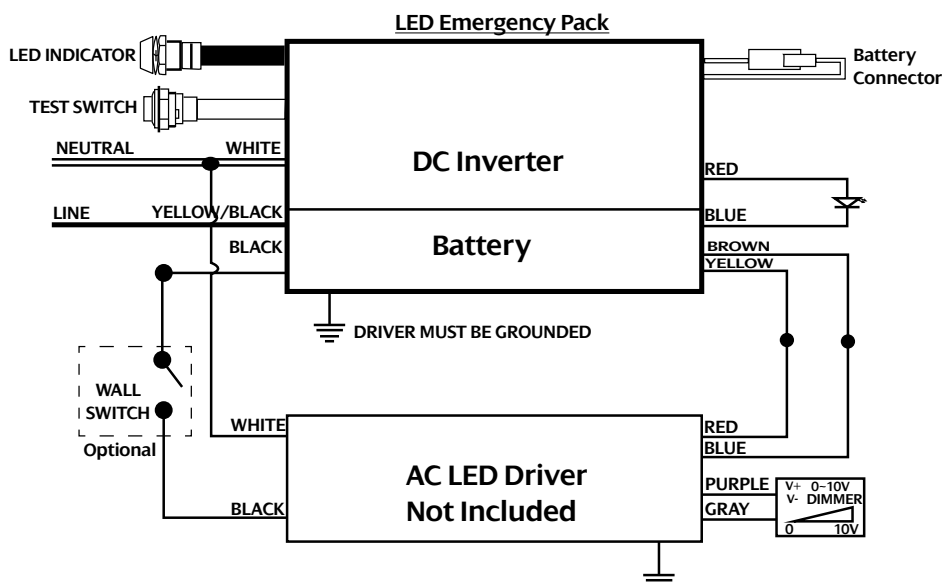 LED Emergency Pack
LED INDICATOR
Battery
Connector
TEST SWITCH
NEUTRAL
WHITE
DC Inverter
RED
LINE
YELLOW/BLACK
BLUE
BLACK
Battery
BROWN
YELLOW
DRIVER MUST BE GROUNDED
WALL
SWITCH
Optional
WHITE
RED
BLUE
AC LED Driver
Not Included
PURPLE
GRAY
BLACK
V+ 0~10V
V- DIMMER
0 10V